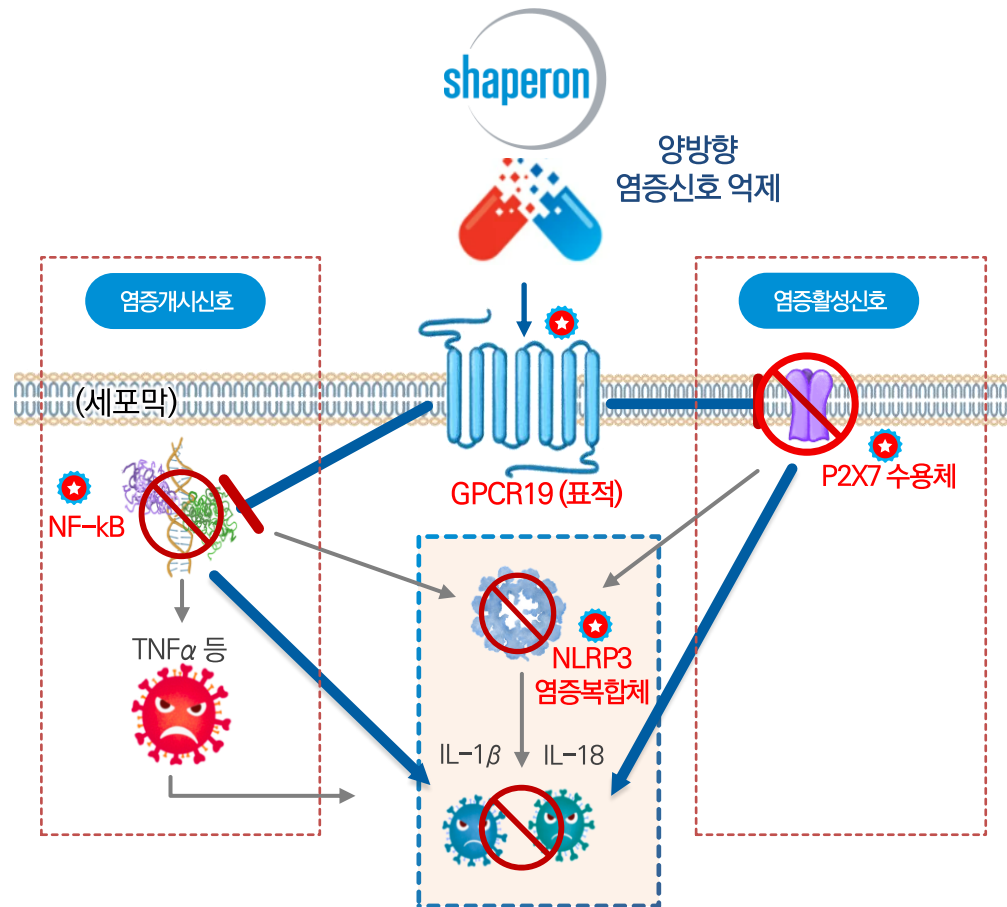 shaperon
양방향
염증신호 억제
염증개시신호
염증활성신호
(세포막)
GPCR19 (표적)
P2X7 수용체
NF-kB
TNFα 등
NLRP3
염증복합체
IL-1β
IL-18